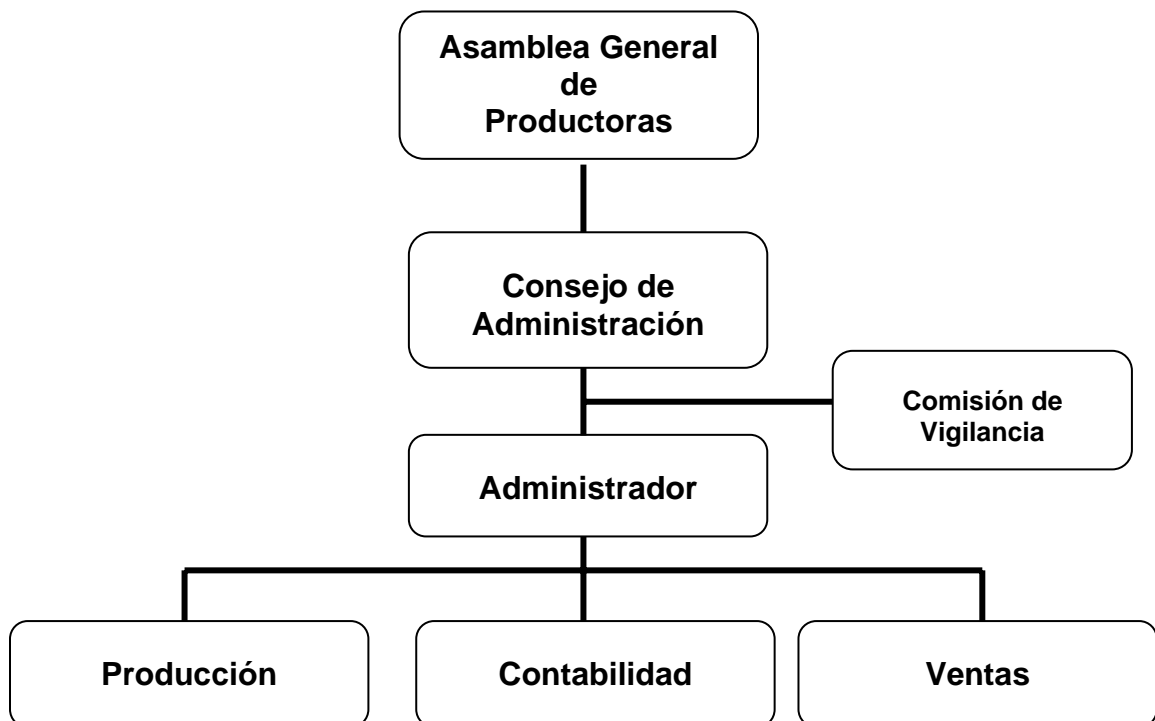 Asamblea General
de
Productoras
Consejo de
Administración
Comisión de
Vigilancia
Administrador
Producción
Contabilidad
Ventas